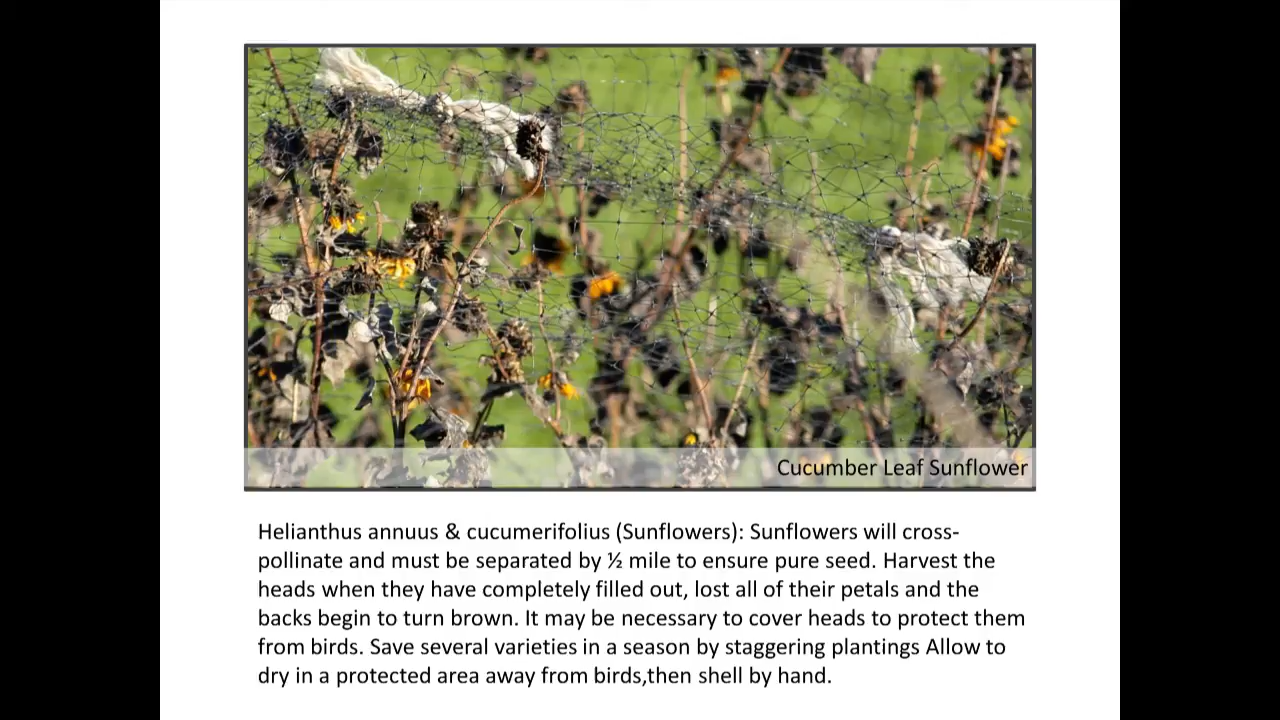 Cucumber Leaf Sunflower
Helianthus annuus & cucumerifolius (Sunflowers): Sunflowers will cross-
pollinate and must be separated by ½ mile to ensure pure seed. Harvest the
heads when they have completely filled out, lost all of their petals and the
backs begin to turn brown. It may be necessary to cover heads to protect them
from birds. Save several varieties in a season by staggering plantings Allow to
dry in a protected area away from birds,then shell by hand.